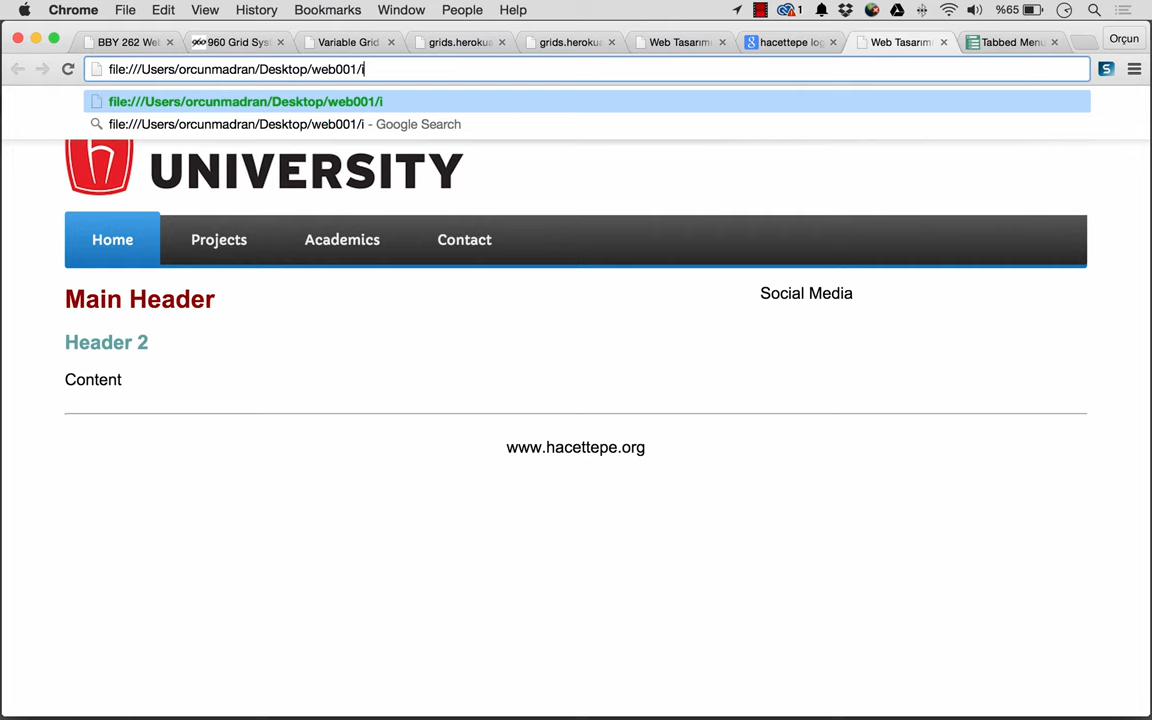 Chrome File Edit View History Bookmarks Window People Help 1 %65
BBY 262 We 960 960 Grid Sys Variable Grid grids.heroku grids.heroku Web Tasarım 8 hacettepe log Web Tasarım Tabbed Menu Orçun
file:///Users/orcunmadran/Desktop/web001/i S
file:///Users/orcunmadran/Desktop/web001/i
file:///Users/orcunmadran/Desktop/web001/i - Google Search
h UNIVERSITY
Home Projects Academics Contact
Main Header Social Media
Header 2
Content
www.hacettepe.org